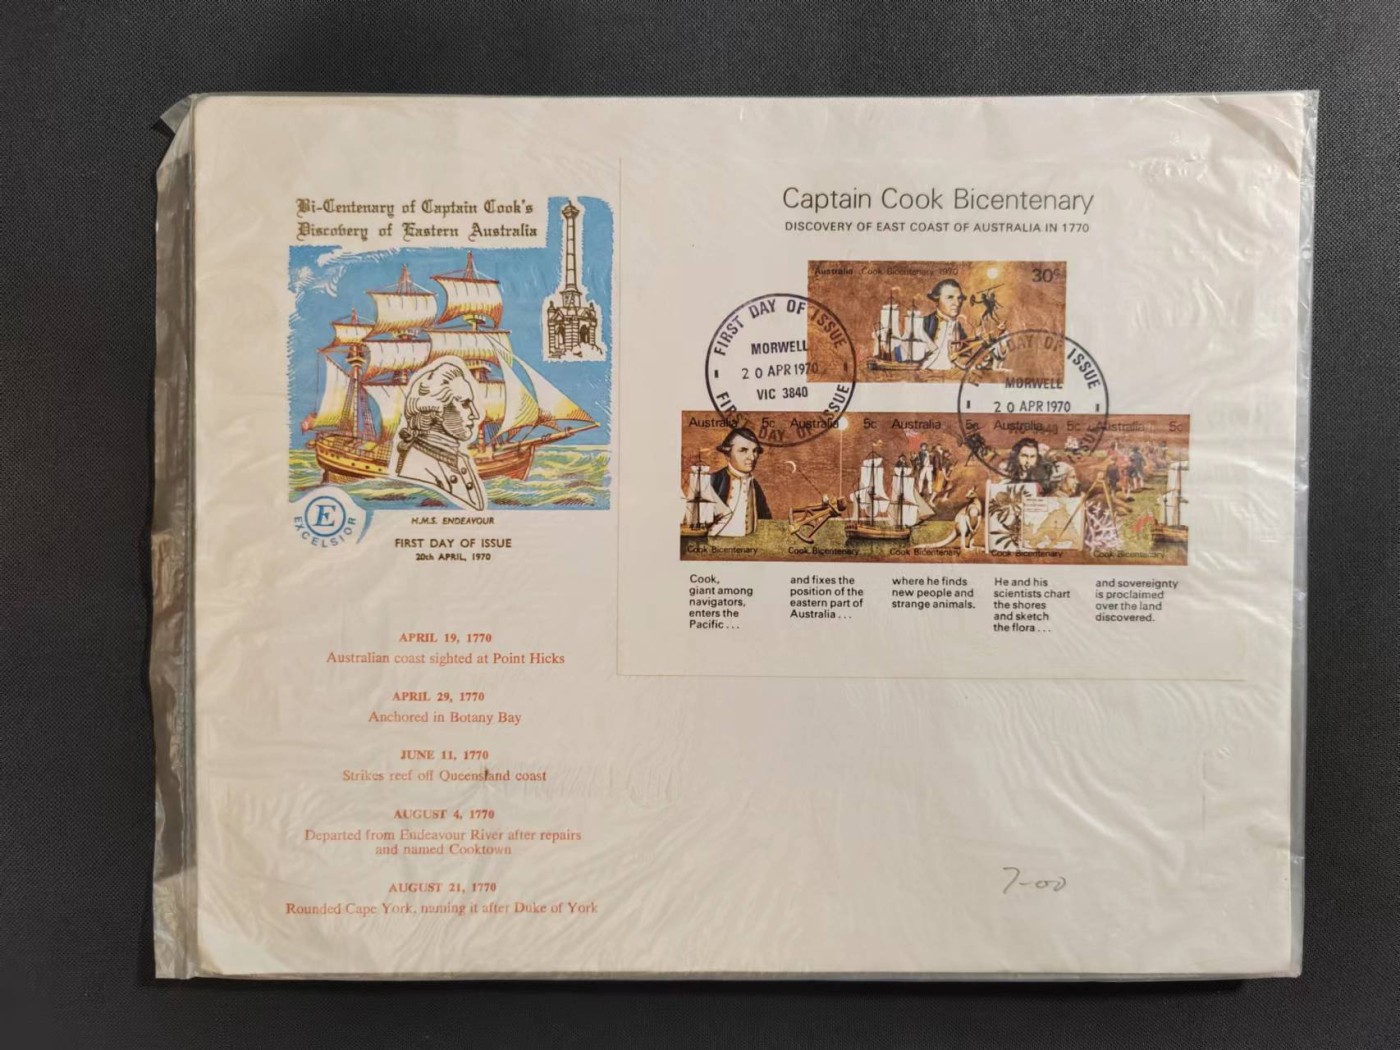 Bi-Centenary of Captain Cook's
Discovery of Eastern Australia
E
EXCELSIOR
H.M.S. ENDEAVOUR
FIRST DAY OF ISSUE
20th APRIL, 1970
APRIL 19, 1770
Australian coast sighted at Point Hicks
APRIL 29, 1770
Anchored in Botany Bay
JUNE 11, 1770
Strikes reef off Queensland coast
AUGUST 4, 1770
Departed from Endeavour River after repairs
and named Cooktown
AUGUST 21, 1770
Rounded Cape York, naming it after Duke of York
Captain Cook Bicentenary
DISCOVERY OF EAST COAST OF AUSTRALIA IN 1770
Australia Cook Bicentenary 1970 30c
FIRST DAY OF ISSUE
MORWELL
20 APR 1970
VIC 3840
FIRST DAY OF ISSUE
FIRST DAY OF ISSUE
MORWELL
20 APR 1970
ISSUE
Australia 5c Australia 5c Australia 5c 5c Australia 5c
Cook Bicentenary Cook Bicentenary Cook Bicentenary Cook Bicentenary Cook Bicentenary
Cook,
giant among
navigators,
enters the
Pacific . . .
and fixes the
position of the
eastern part of
Australia . . .
where he finds
new people and
strange animals.
He and his
scientists chart
the shores
and sketch
the flora . . .
and sovereignty
is proclaimed
over the land
discovered.
7-00